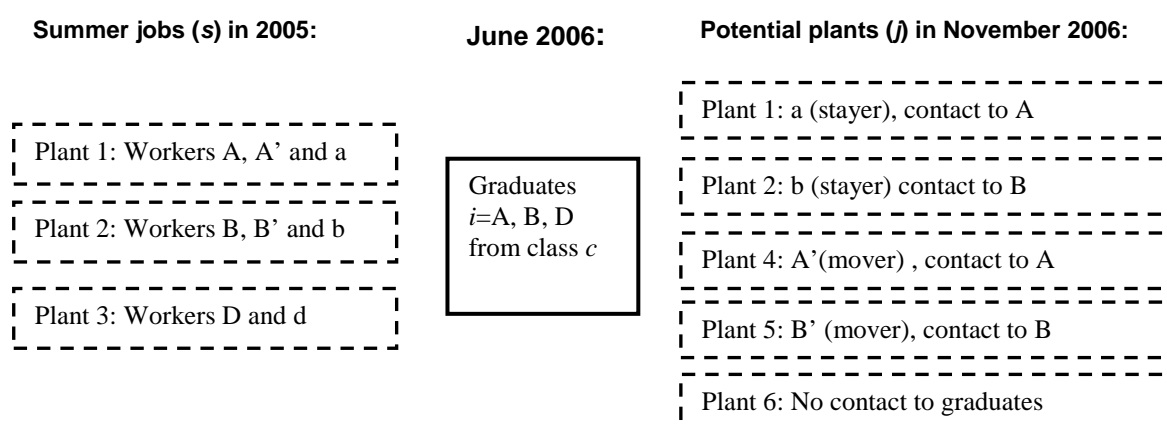 Summer jobs (s) in 2005:
June 2006:
Potential plants (j) in November 2006:
Plant 1: Workers A, A’ and a
Plant 2: Workers B, B’ and b
Plant 3: Workers D and d
Graduates
i=A, B, D
from class c
Plant 1: a (stayer), contact to A
Plant 2: b (stayer) contact to B
Plant 4: A’(mover) , contact to A
Plant 5: B’ (mover), contact to B
Plant 6: No contact to graduates